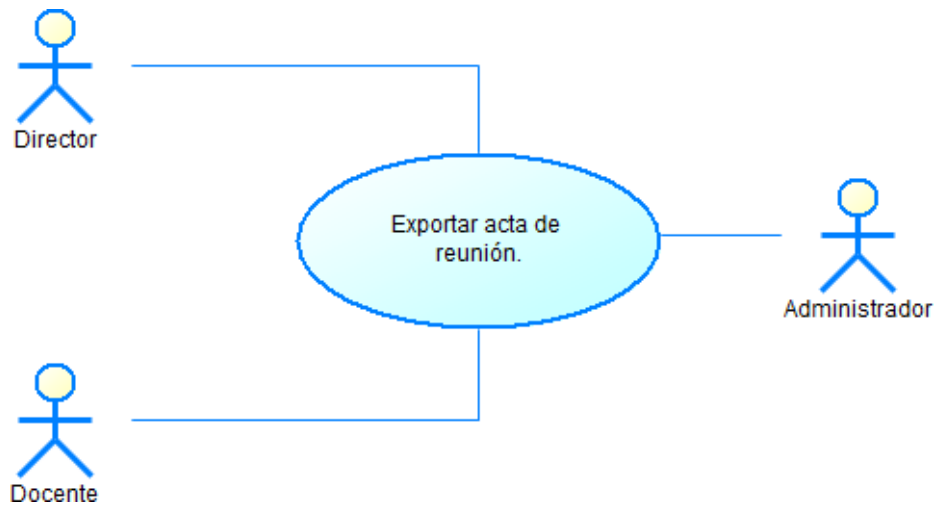 Director
Exportar acta de
reunión.
Administrador
Docente